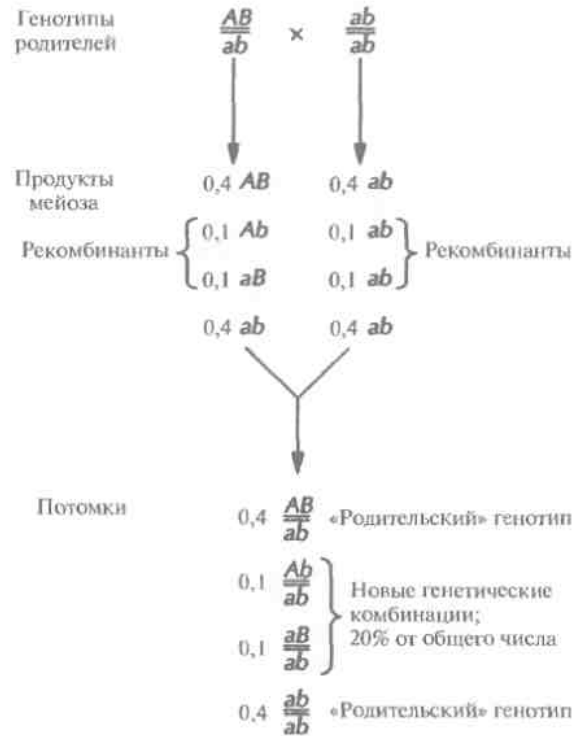 Генотипы
родителей
AB
ab
×
ab
ab
Продукты
мейоза
0,4 AB
0,4 ab
Рекомбинанты
0,1 Ab
0,1 ab
Рекомбинанты
0,1 aB
0,1 ab
0,4 ab
0,4 ab
Потомки
0,4 AB
ab
«Родительский» генотип
0,1 Ab
ab
Новые генетические
комбинации;
20% от общего числа
0,1 aB
ab
0,4 ab
ab
«Родительский» генотип